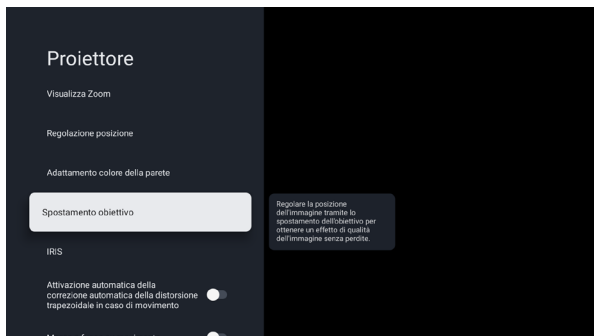 Proiettore
Visualizza Zoom
Regolazione posizione
Adattamento colore della parete
Spostamento obiettivo
Regolare la posizione
dell'immagine tramite lo
spostamento dell'obiettivo per
ottenere un effetto di qualità
dell'immagine senza perdite.
IRIS
Attivazione automatica della
correzione automatica della distorsione
trapezoidale in caso di movimento